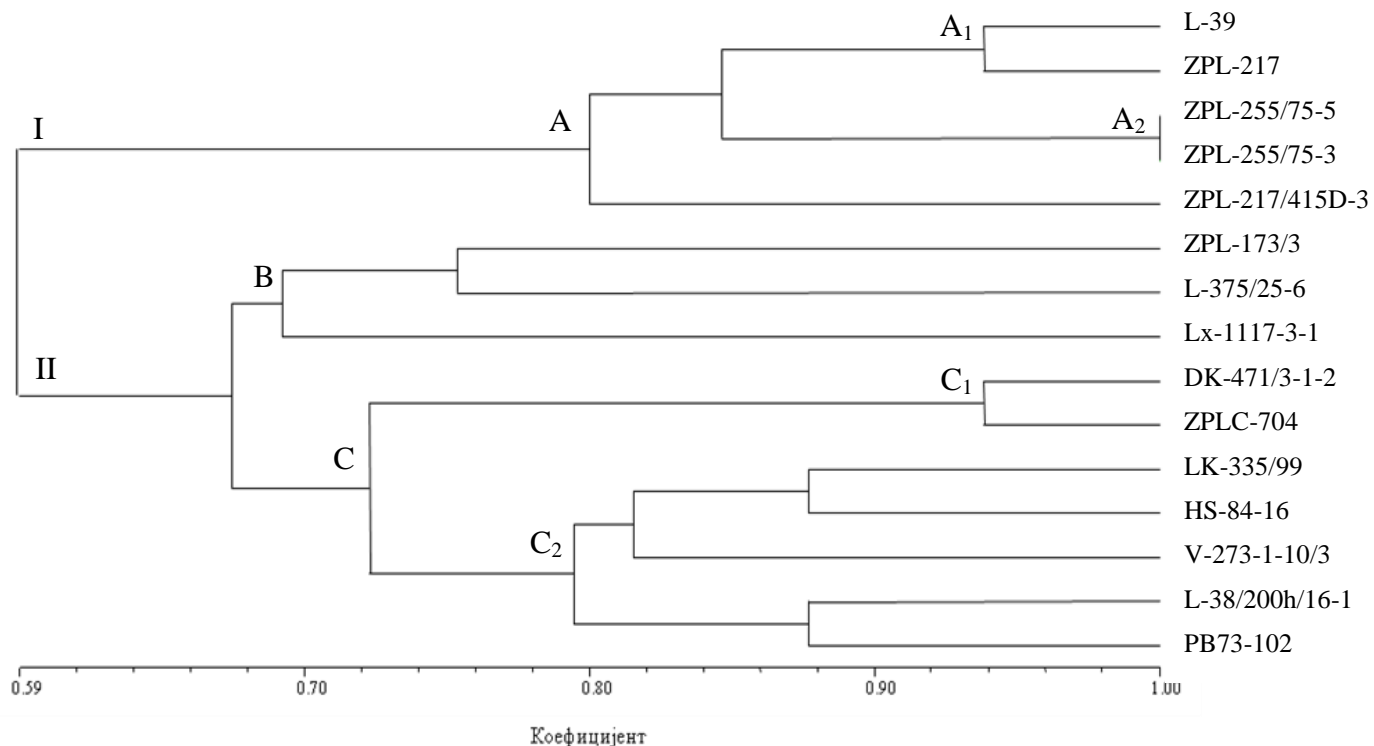 L-39
A₁
ZPL-217
ZPL-255/75-5
I
A
A₂
ZPL-255/75-3
ZPL-217/415D-3
ZPL-173/3
B
L-375/25-6
Lx-1117-3-1
II
C₁
DK-471/3-1-2
ZPLC-704
C
LK-335/99
HS-84-16
C₂
V-273-1-10/3
L-38/200h/16-1
PB73-102
0.59 0.70 0.80 0.90 1.00
Коефицијент